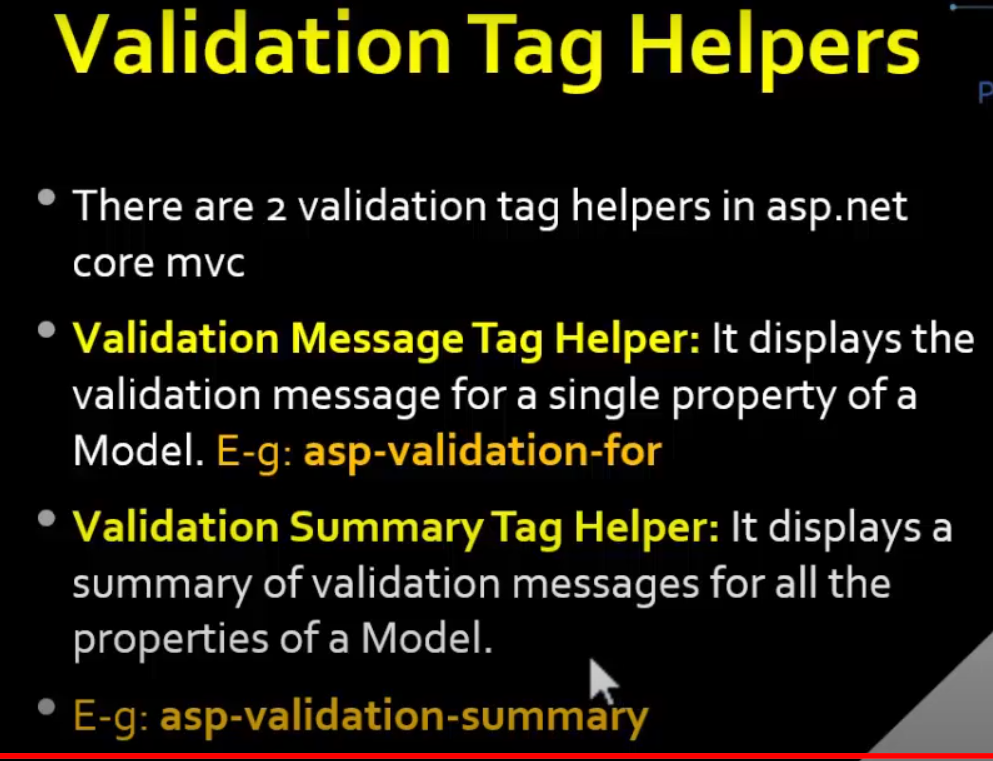 Validation Tag Helpers
P
There are 2 validation tag helpers in asp.net
core mvc
Validation Message Tag Helper: It displays the
validation message for a single property of a
Model. E-g: asp-validation-for
Validation Summary Tag Helper: It displays a
summary of validation messages for all the
properties of a Model.
E-g: asp-validation-summary